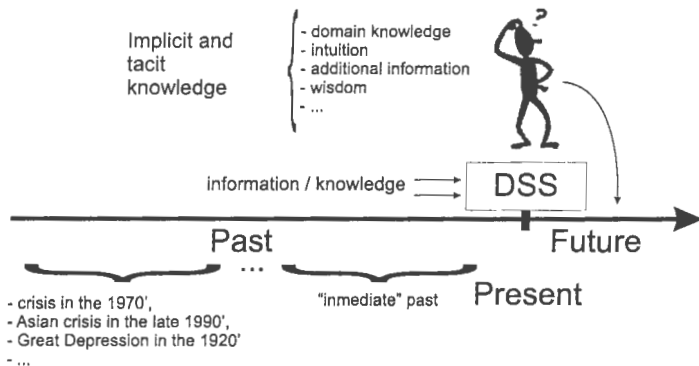 ?
Implicit and
tacit
knowledge
- domain knowledge
- intuition
- additional information
- wisdom
- ...
information / knowledge
DSS
Past
Future
...
"inmediate" past
Present
- crisis in the 1970',
- Asian crisis in the late 1990',
- Great Depression in the 1920'
- ...